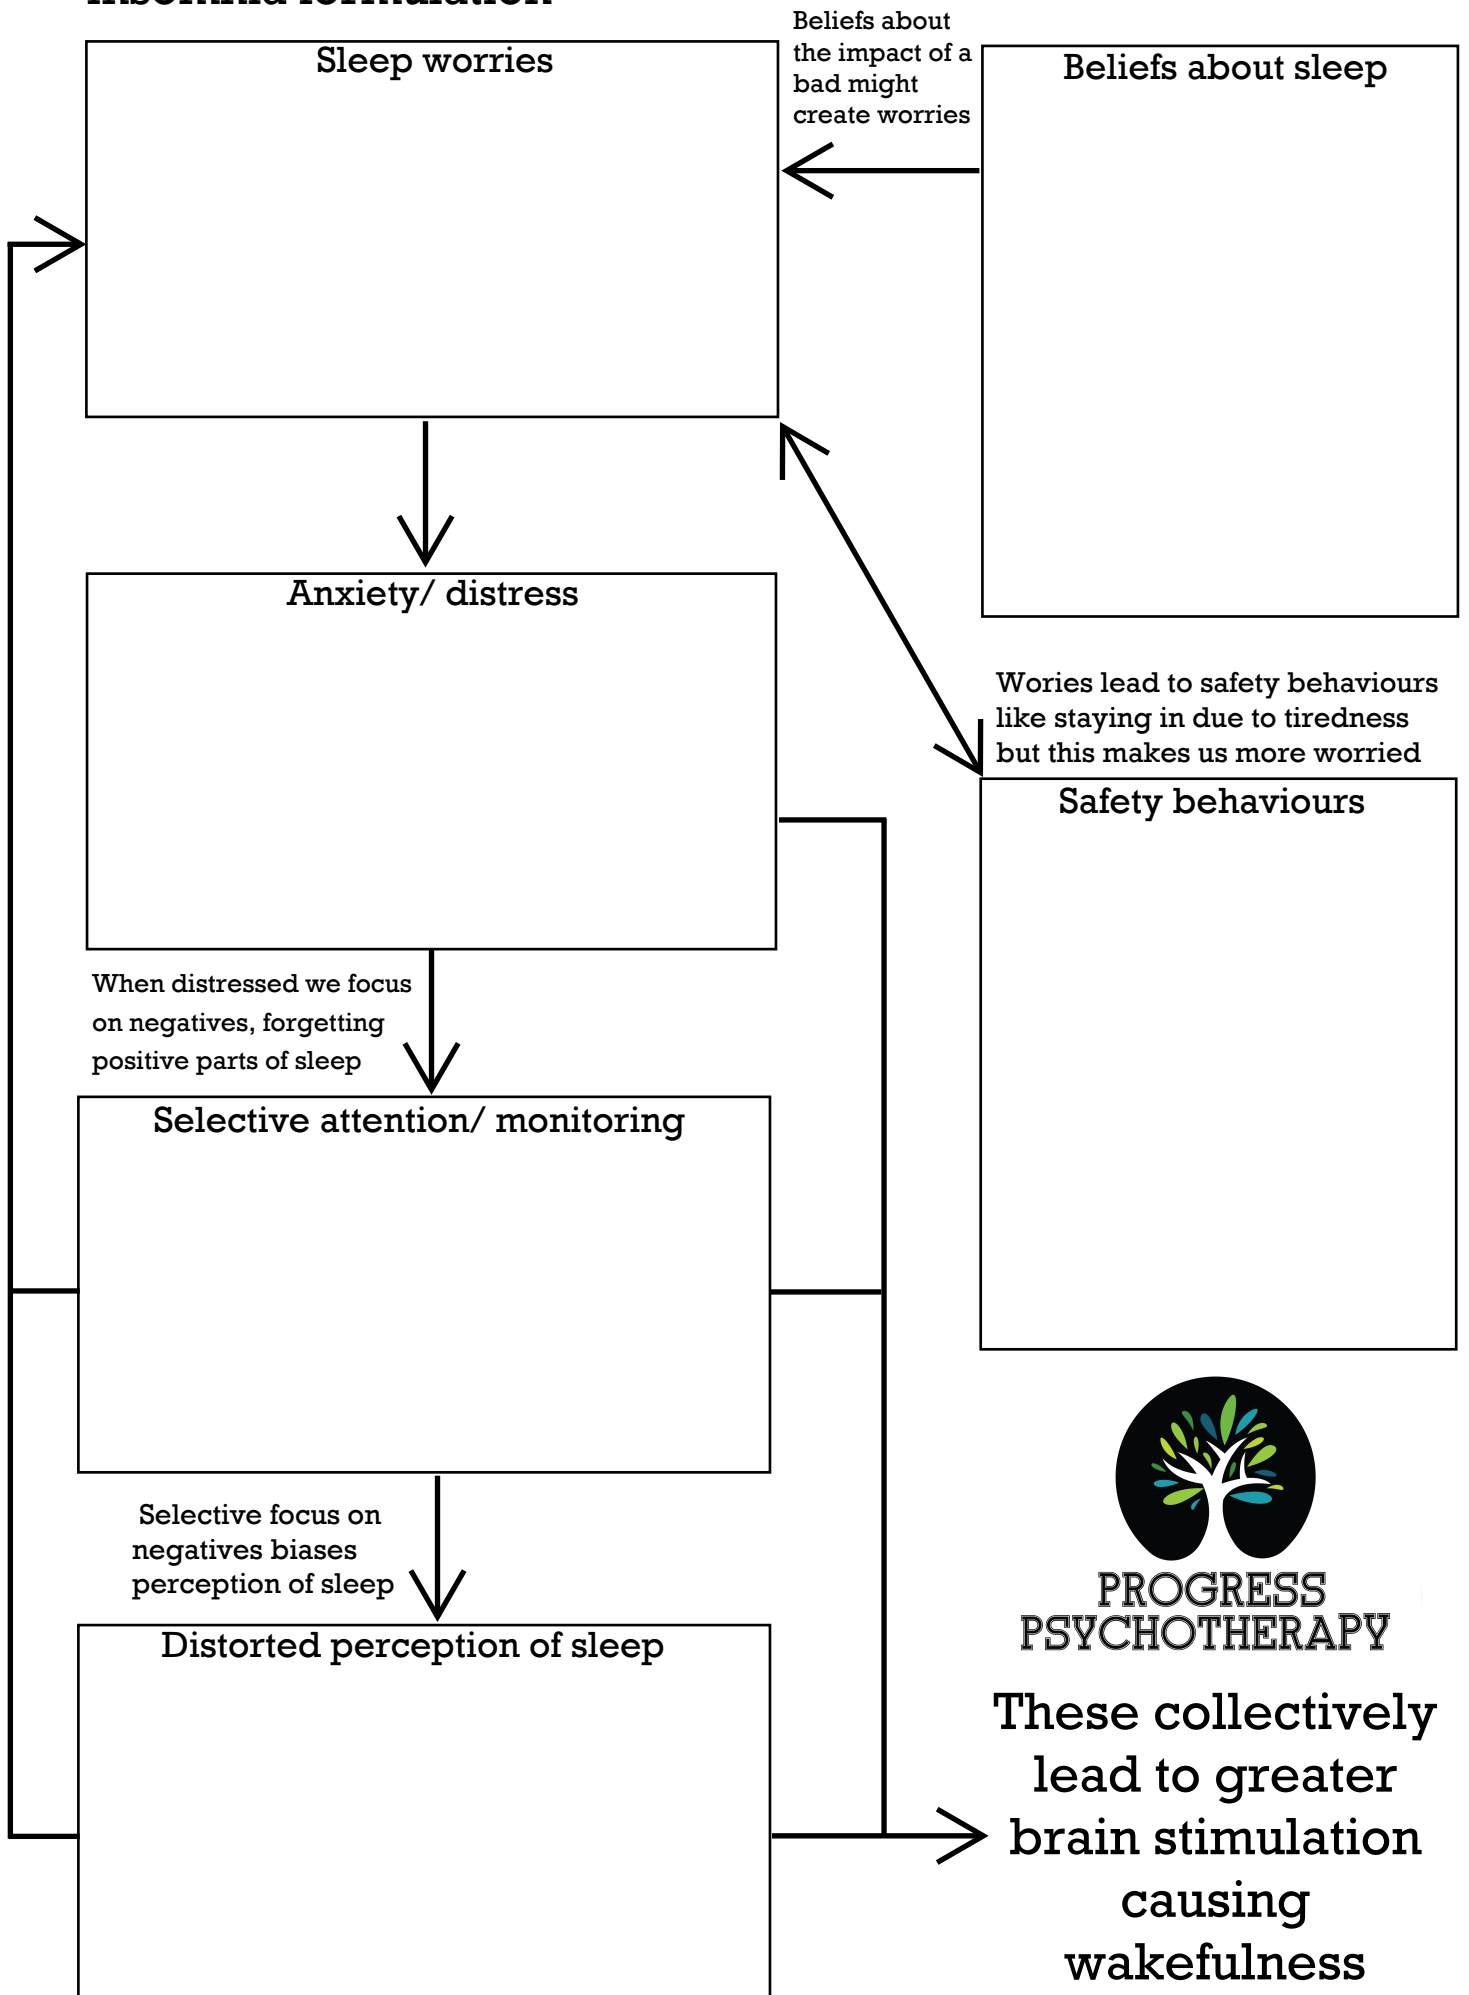 Insomnia formulation
Sleep worries
Beliefs about
the impact of a
bad might
create worries
Beliefs about sleep
Anxiety/ distress
Wories lead to safety behaviours
like staying in due to tiredness
but this makes us more worried
Safety behaviours
When distressed we focus
on negatives, forgetting
positive parts of sleep
Selective attention/ monitoring
Selective focus on
negatives biases
perception of sleep
Distorted perception of sleep
PROGRESS
PSYCHOTHERAPY
These collectively
lead to greater
brain stimulation
causing
wakefulness